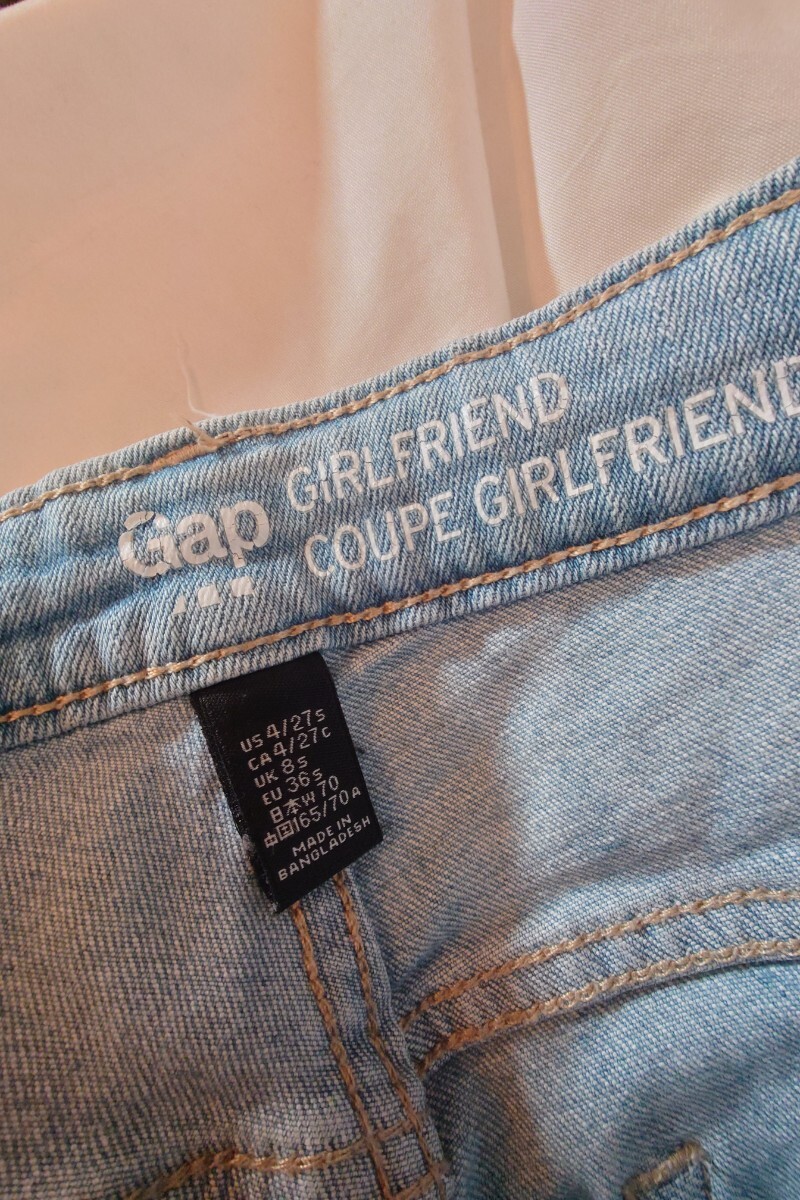 Gap
GIRLFRIEND
COUPE GIRLFRIEND
US 4/27S
CA 4/27C
UK 8S
EU 36S
日本W70
中国165/70A
MADE IN
BANGLADESH